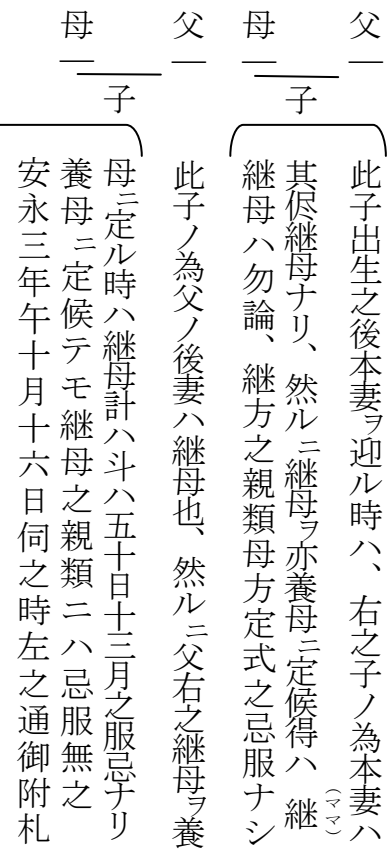 父― 此子出生之後本妻ヲ迎ル時ハ、右之子ノ為本妻ハ
子 其侭継母ナリ、然ルニ継母ヲ亦養母ニ定候得ハ 継(ママ)
母― 継母ハ勿論、継方之親類母方定式之忌服ナシ
父― 此子ノ為父ノ後妻ハ継母也、然ルニ父右之継母ヲ養
子 母ニ定ル時ハ継母計ハ斗ハ五十日十三月之服忌ナリ
母― 養母ニ定候テモ継母之親類ニハ忌服無之
安永三年午十月十六日伺之時左之通御附札